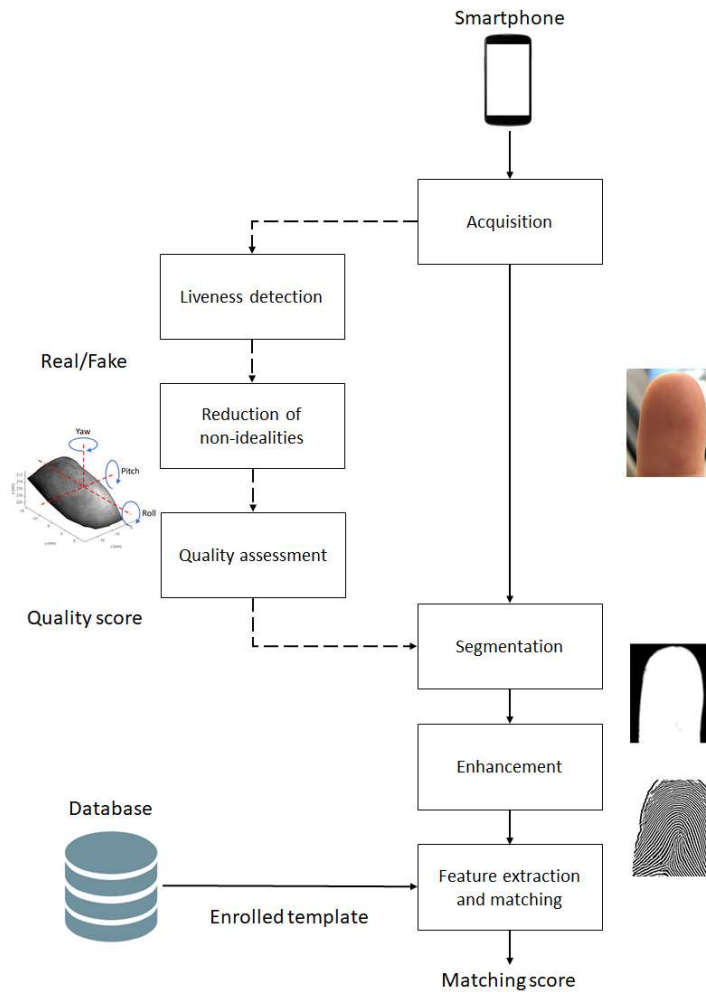 Smartphone
Acquisition
Liveness detection
Real/Fake
Reduction of
non-idealities
Yaw
Pitch
Roll
Quality assessment
Quality score
Segmentation
Enhancement
Database
Feature extraction
and matching
Enrolled template
Matching score